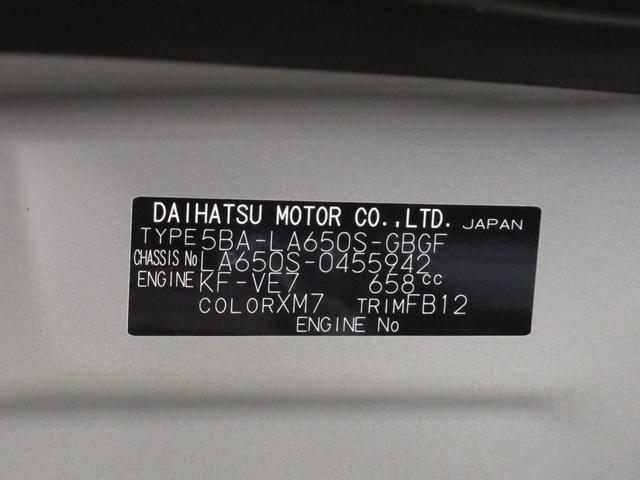 DAIHATSU MOTOR CO.,LTD. JAPAN
TYPE 5BA-LA650S-GBGF
CHASSIS No LA650S-0455942
ENGINE KF-VE7 658cc
COLOR XM7 TRIM FB12
ENGINE No